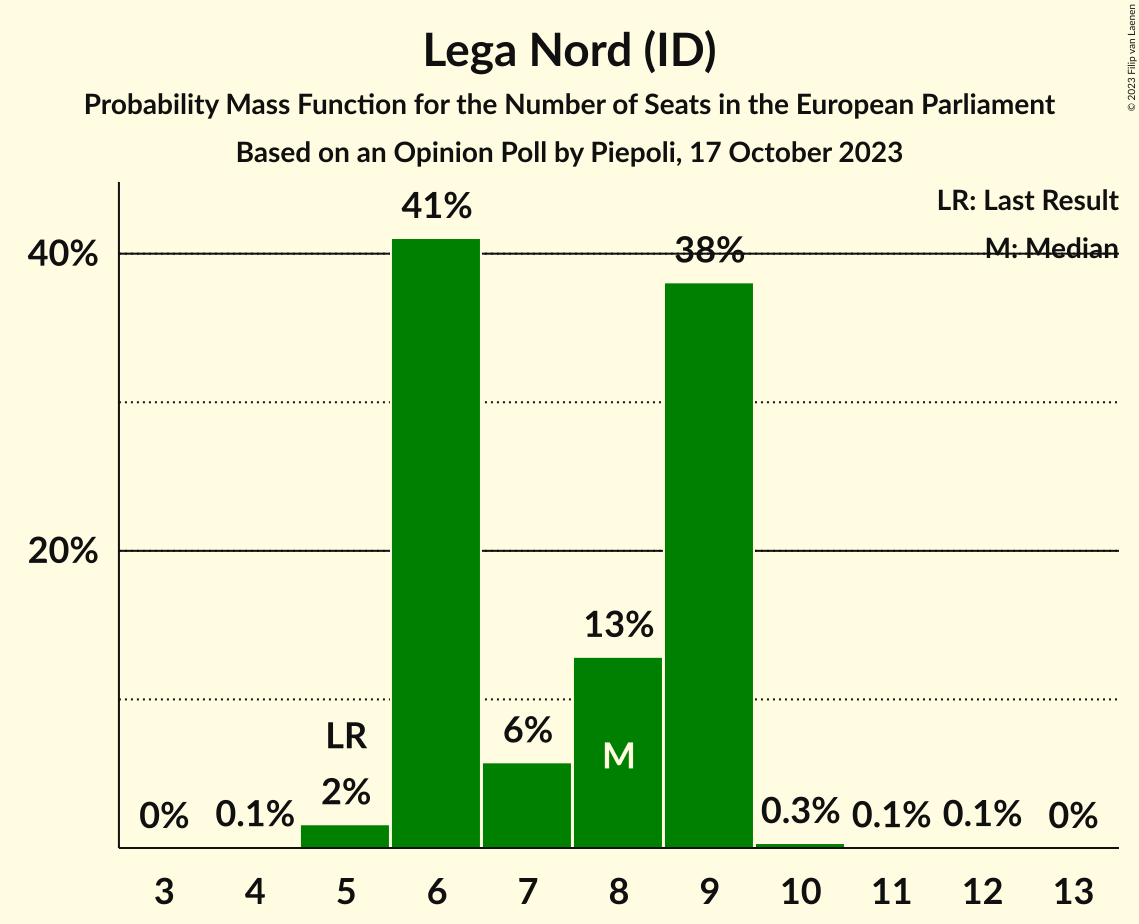 Lega Nord (ID)
Probability Mass Function for the Number of Seats in the European Parliament
Based on an Opinion Poll by Piepoli, 17 October 2023
© 2023 Filip van Laenen
LR: Last Result
M: Median
40%
20%
0%
0.1%
LR
2%
41%
6%
13%
M
38%
0.3%
0.1%
0.1%
0%
3 4 5 6 7 8 9 10 11 12 13